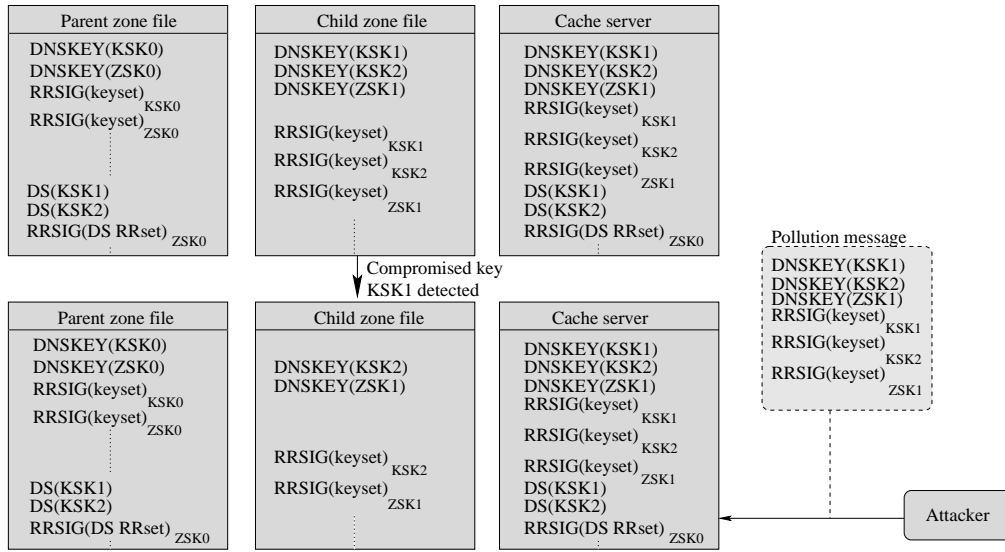 Parent zone file
DNSKEY(KSK0)
DNSKEY(ZSK0)
RRSIG(keyset) KSK0
RRSIG(keyset) ZSK0
DS(KSK1)
DS(KSK2)
RRSIG(DS RRset) ZSK0
Child zone file
DNSKEY(KSK1)
DNSKEY(KSK2)
DNSKEY(ZSK1)
RRSIG(keyset) KSK1
RRSIG(keyset) KSK2
RRSIG(keyset) ZSK1
Cache server
DNSKEY(KSK1)
DNSKEY(KSK2)
DNSKEY(ZSK1)
RRSIG(keyset) KSK1
RRSIG(keyset) KSK2
RRSIG(keyset) ZSK1
DS(KSK1)
DS(KSK2)
RRSIG(DS RRset) ZSK0
Compromised key
KSK1 detected
Parent zone file
DNSKEY(KSK0)
DNSKEY(ZSK0)
RRSIG(keyset) KSK0
RRSIG(keyset) ZSK0
DS(KSK1)
DS(KSK2)
RRSIG(DS RRset) ZSK0
Child zone file
DNSKEY(KSK2)
DNSKEY(ZSK1)
RRSIG(keyset) KSK2
RRSIG(keyset) ZSK1
Cache server
DNSKEY(KSK1)
DNSKEY(KSK2)
DNSKEY(ZSK1)
RRSIG(keyset) KSK1
RRSIG(keyset) KSK2
RRSIG(keyset) ZSK1
DS(KSK1)
DS(KSK2)
RRSIG(DS RRset) ZSK0
Pollution message
DNSKEY(KSK1)
DNSKEY(KSK2)
DNSKEY(ZSK1)
RRSIG(keyset) KSK1
RRSIG(keyset) KSK2
RRSIG(keyset) ZSK1
Attacker